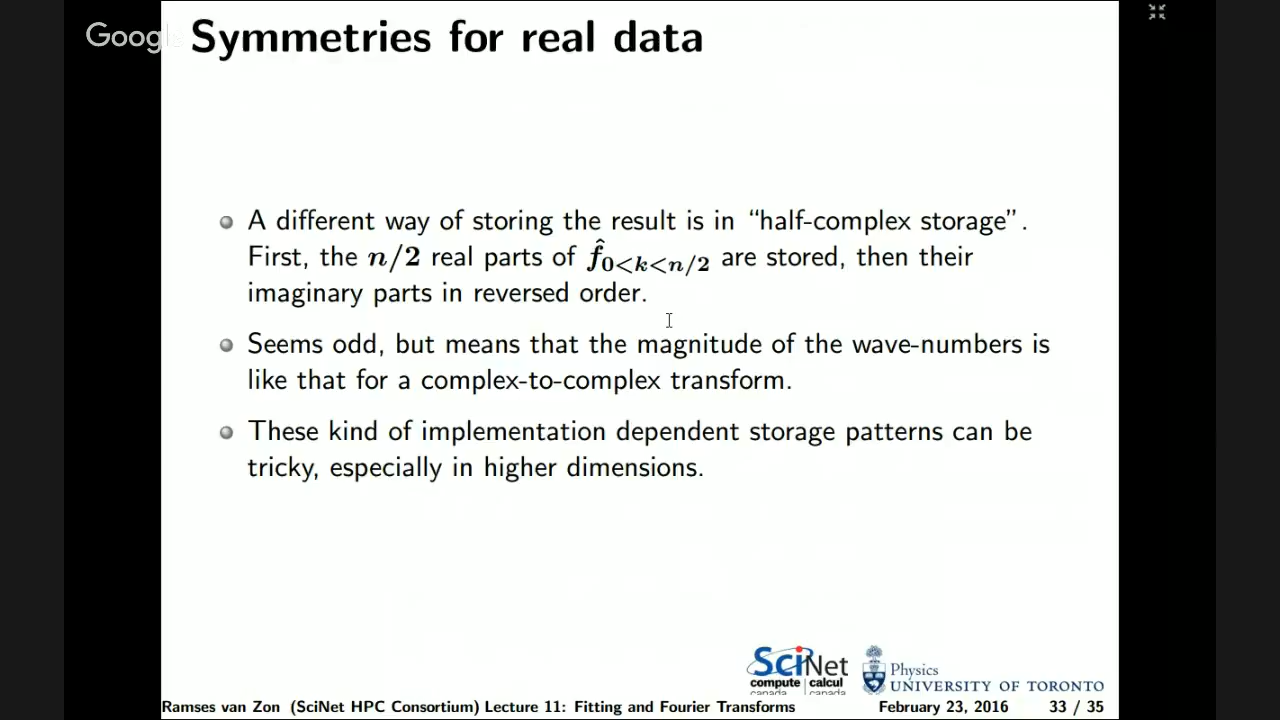 Google
Symmetries for real data
A different way of storing the result is in “half-complex storage”.
First, the n/2 real parts of f̂0<k<n/2 are stored, then their
imaginary parts in reversed order.
Seems odd, but means that the magnitude of the wave-numbers is
like that for a complex-to-complex transform.
These kind of implementation dependent storage patterns can be
tricky, especially in higher dimensions.
SciNet
compute | calcul
canada canada
Physics
UNIVERSITY OF TORONTO
Ramses van Zon (SciNet HPC Consortium) Lecture 11: Fitting and Fourier Transforms February 23, 2016 33 / 35